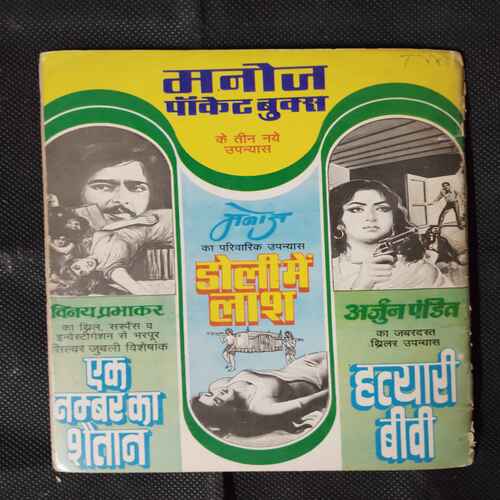 मनोज
पॉकेट बुक्स
के तीन नये
उपन्यास
मनोज
का परिवारिक उपन्यास
डोली में
लाश
विनय प्रभाकर
का थ्रिल, सस्पैंस व
इन्वेस्टीगेशन से भरपूर
सिल्वर जुबली विशेषांक
एक
नम्बर का
शैतान
अर्जुन पंडित
का जबरदस्त
थ्रिलर उपन्यास
हत्यारी
बीवी